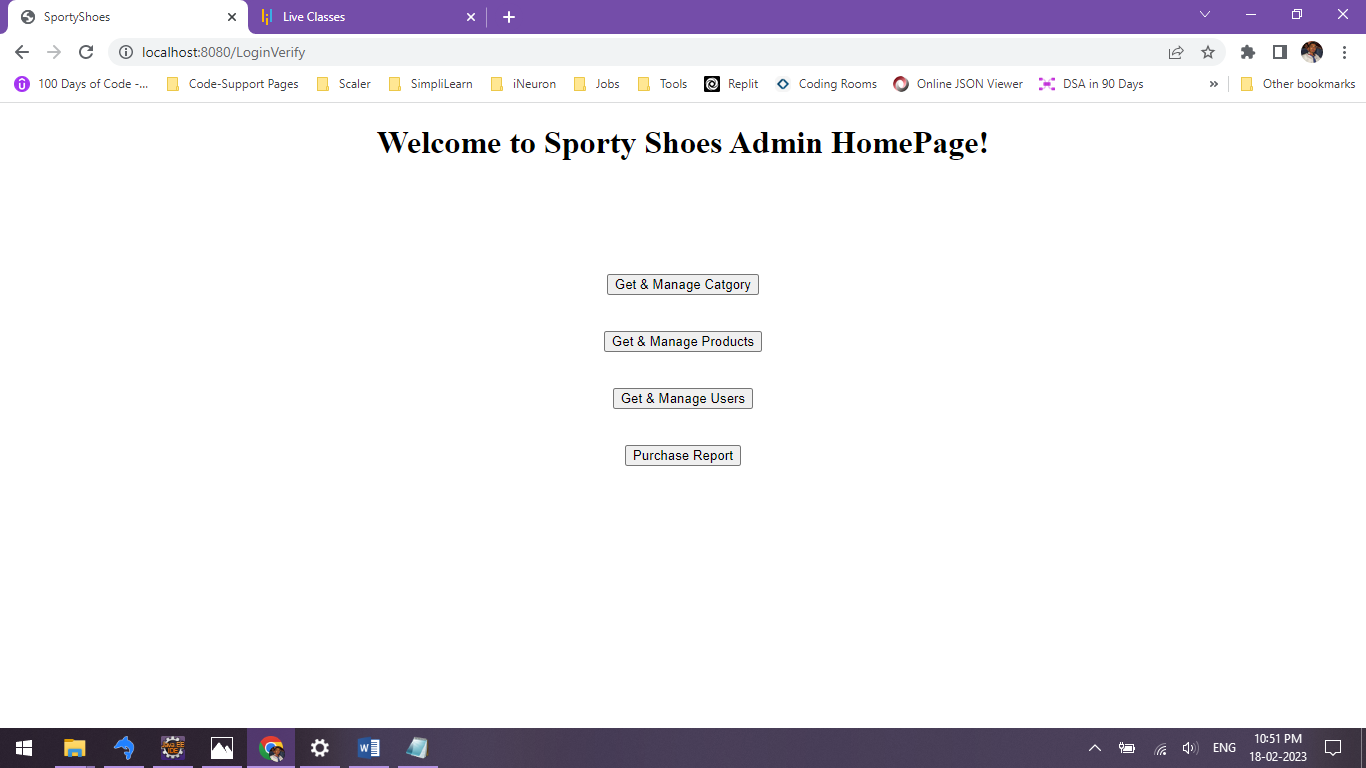 SportyShoes
Live Classes
localhost:8080/LoginVerify
100 Days of Code -... Code-Support Pages Scaler SimpliLearn iNeuron Jobs Tools Replit Coding Rooms Online JSON Viewer DSA in 90 Days » Other bookmarks
Welcome to Sporty Shoes Admin HomePage!
Get & Manage Catgory
Get & Manage Products
Get & Manage Users
Purchase Report
ENG
10:51 PM
18-02-2023